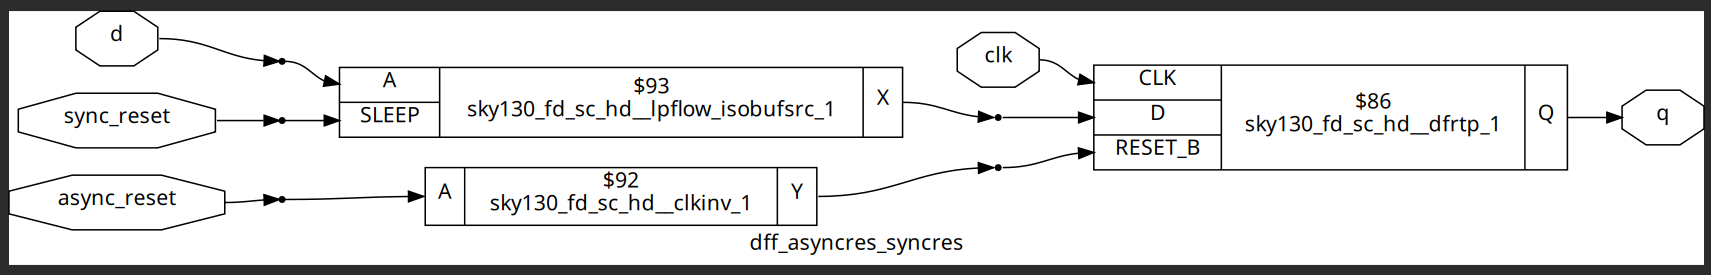 d
sync_reset
async_reset
A
SLEEP
$93
sky130_fd_sc_hd__lpflow_isobufsrc_1
X
A
$92
sky130_fd_sc_hd__clkinv_1
Y
clk
CLK
D
RESET_B
$86
sky130_fd_sc_hd__dfrtp_1
Q
q
dff_asyncres_syncres